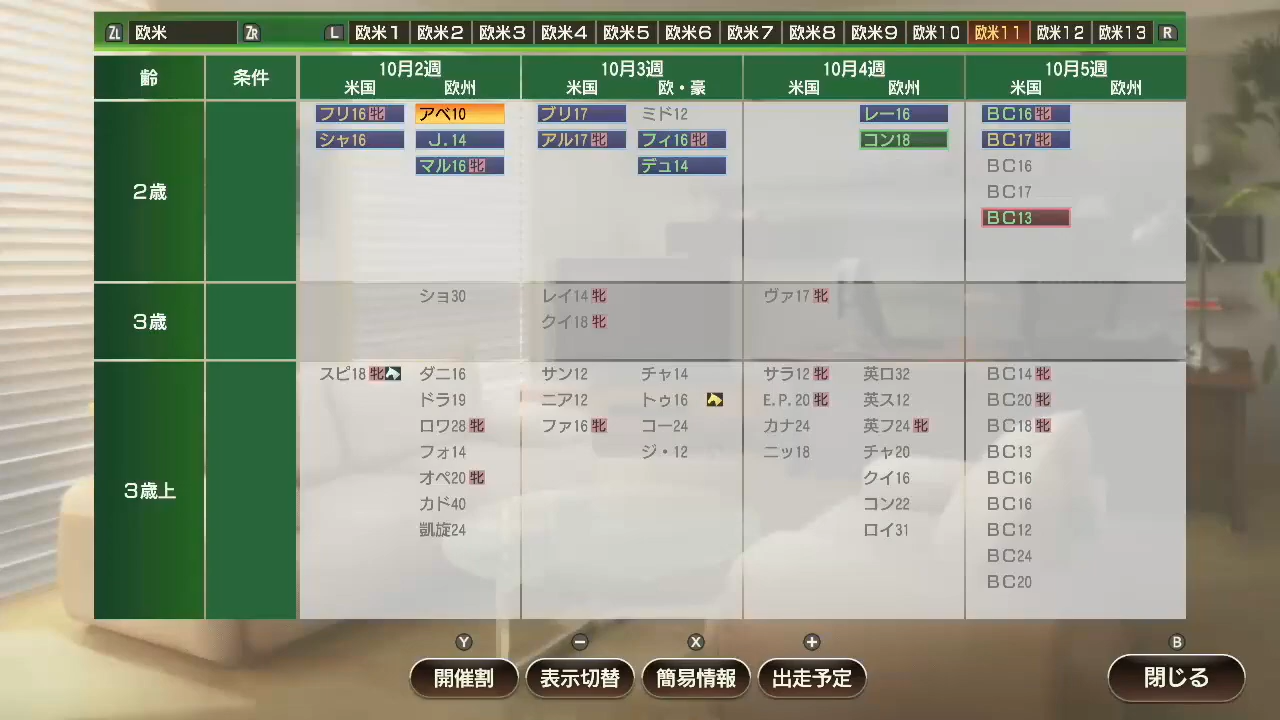 ZL 欧米 ZR L 欧米1 欧米2 欧米3 欧米4 欧米5 欧米6 欧米7 欧米8 欧米9 欧米10 欧米11 欧米12 欧米13 R
齢 条件 10月2週 10月3週 10月4週 10月5週
米国 欧州 米国 欧・豪 米国 欧州 米国 欧州
フリ16牝 アベ10 ブリ17 ミド12 レー16 BC16牝
シャ16 J.14 アル17牝 フィ16牝 コン18 BC17牝
マル16牝 デュ14 BC16
2歳 BC17
BC13
ショ30 レイ14牝 ヴァ17牝
3歳 クイ18牝
スピ18牝 ダニ16 サン12 チャ14 サラ12牝 英ロ32 BC14牝
ドラ19 ニア12 トゥ16 E.P.20牝 英ス12 BC20牝
ロワ28牝 ファ16牝 コー24 カナ24 英フ24牝 BC18牝
フォ14 ジ・12 ニッ18 チャ20 BC13
3歳上 オペ20牝 クイ16 BC16
カド40 コン22 BC16
凱旋24 ロイ31 BC12
BC24
BC20
Y − X + B
開催割 表示切替 簡易情報 出走予定 閉じる